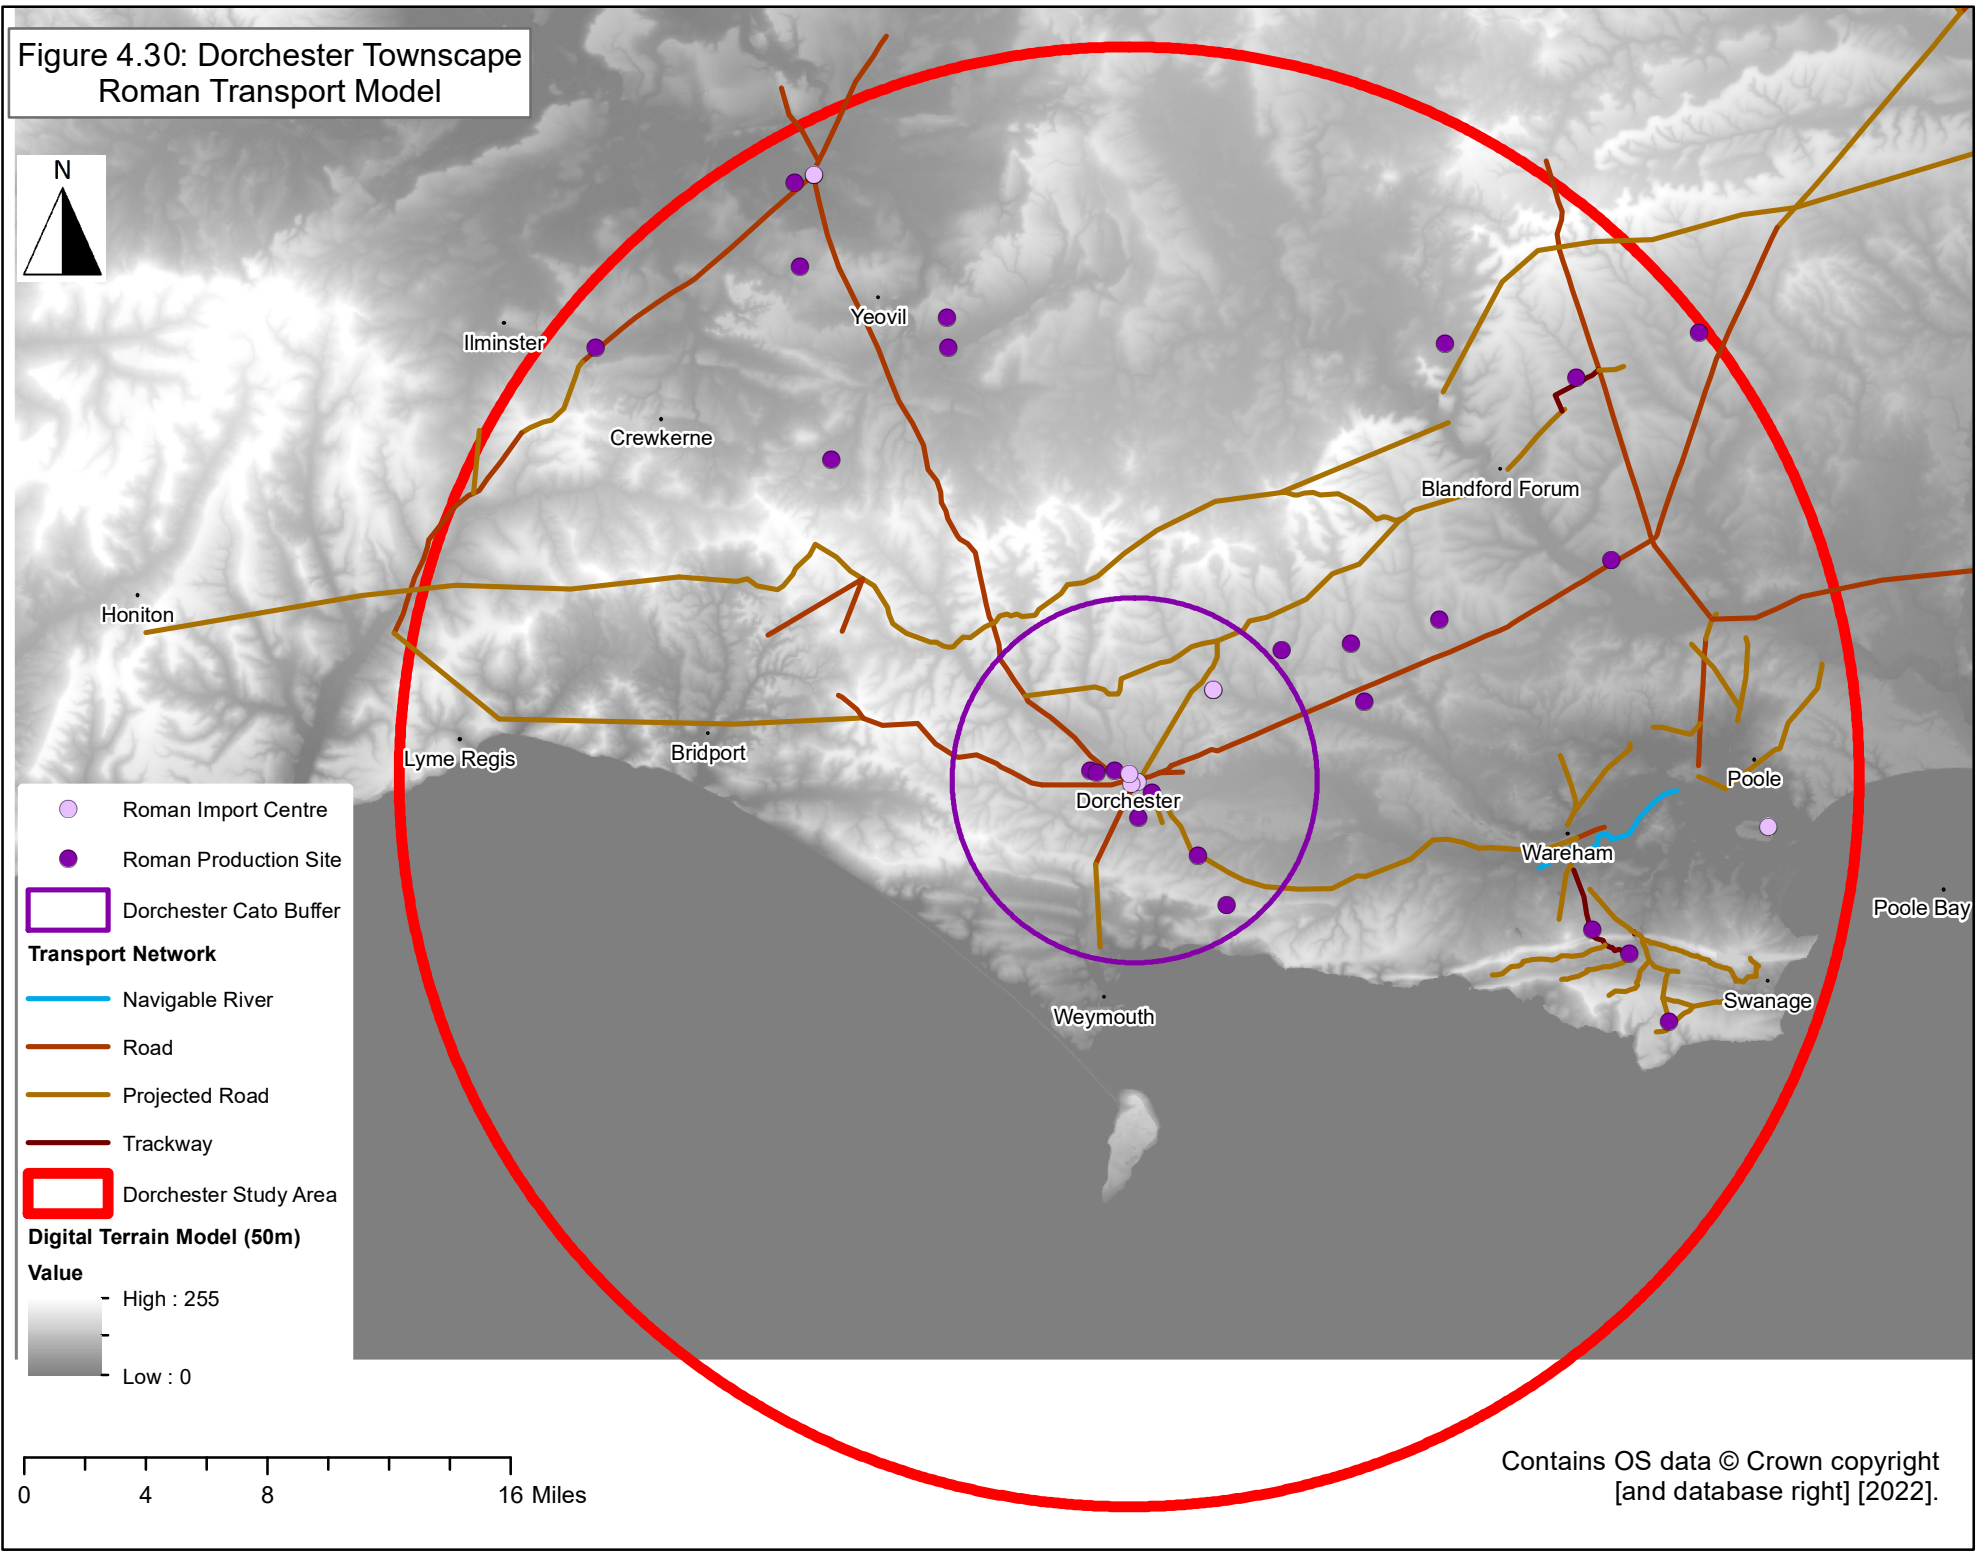 Figure 4.30: Dorchester Townscape
Roman Transport Model
N
Yeovil
Ilminster
Crewkerne
Blandford Forum
Honiton
Lyme Regis
Bridport
Dorchester
Poole
Wareham
Poole Bay
Swanage
Weymouth
Roman Import Centre
Roman Production Site
Dorchester Cato Buffer
Transport Network
Navigable River
Road
Projected Road
Trackway
Dorchester Study Area
Digital Terrain Model (50m)
Value
High : 255
Low : 0
0 4 8 16 Miles
Contains OS data © Crown copyright
[and database right] [2022].